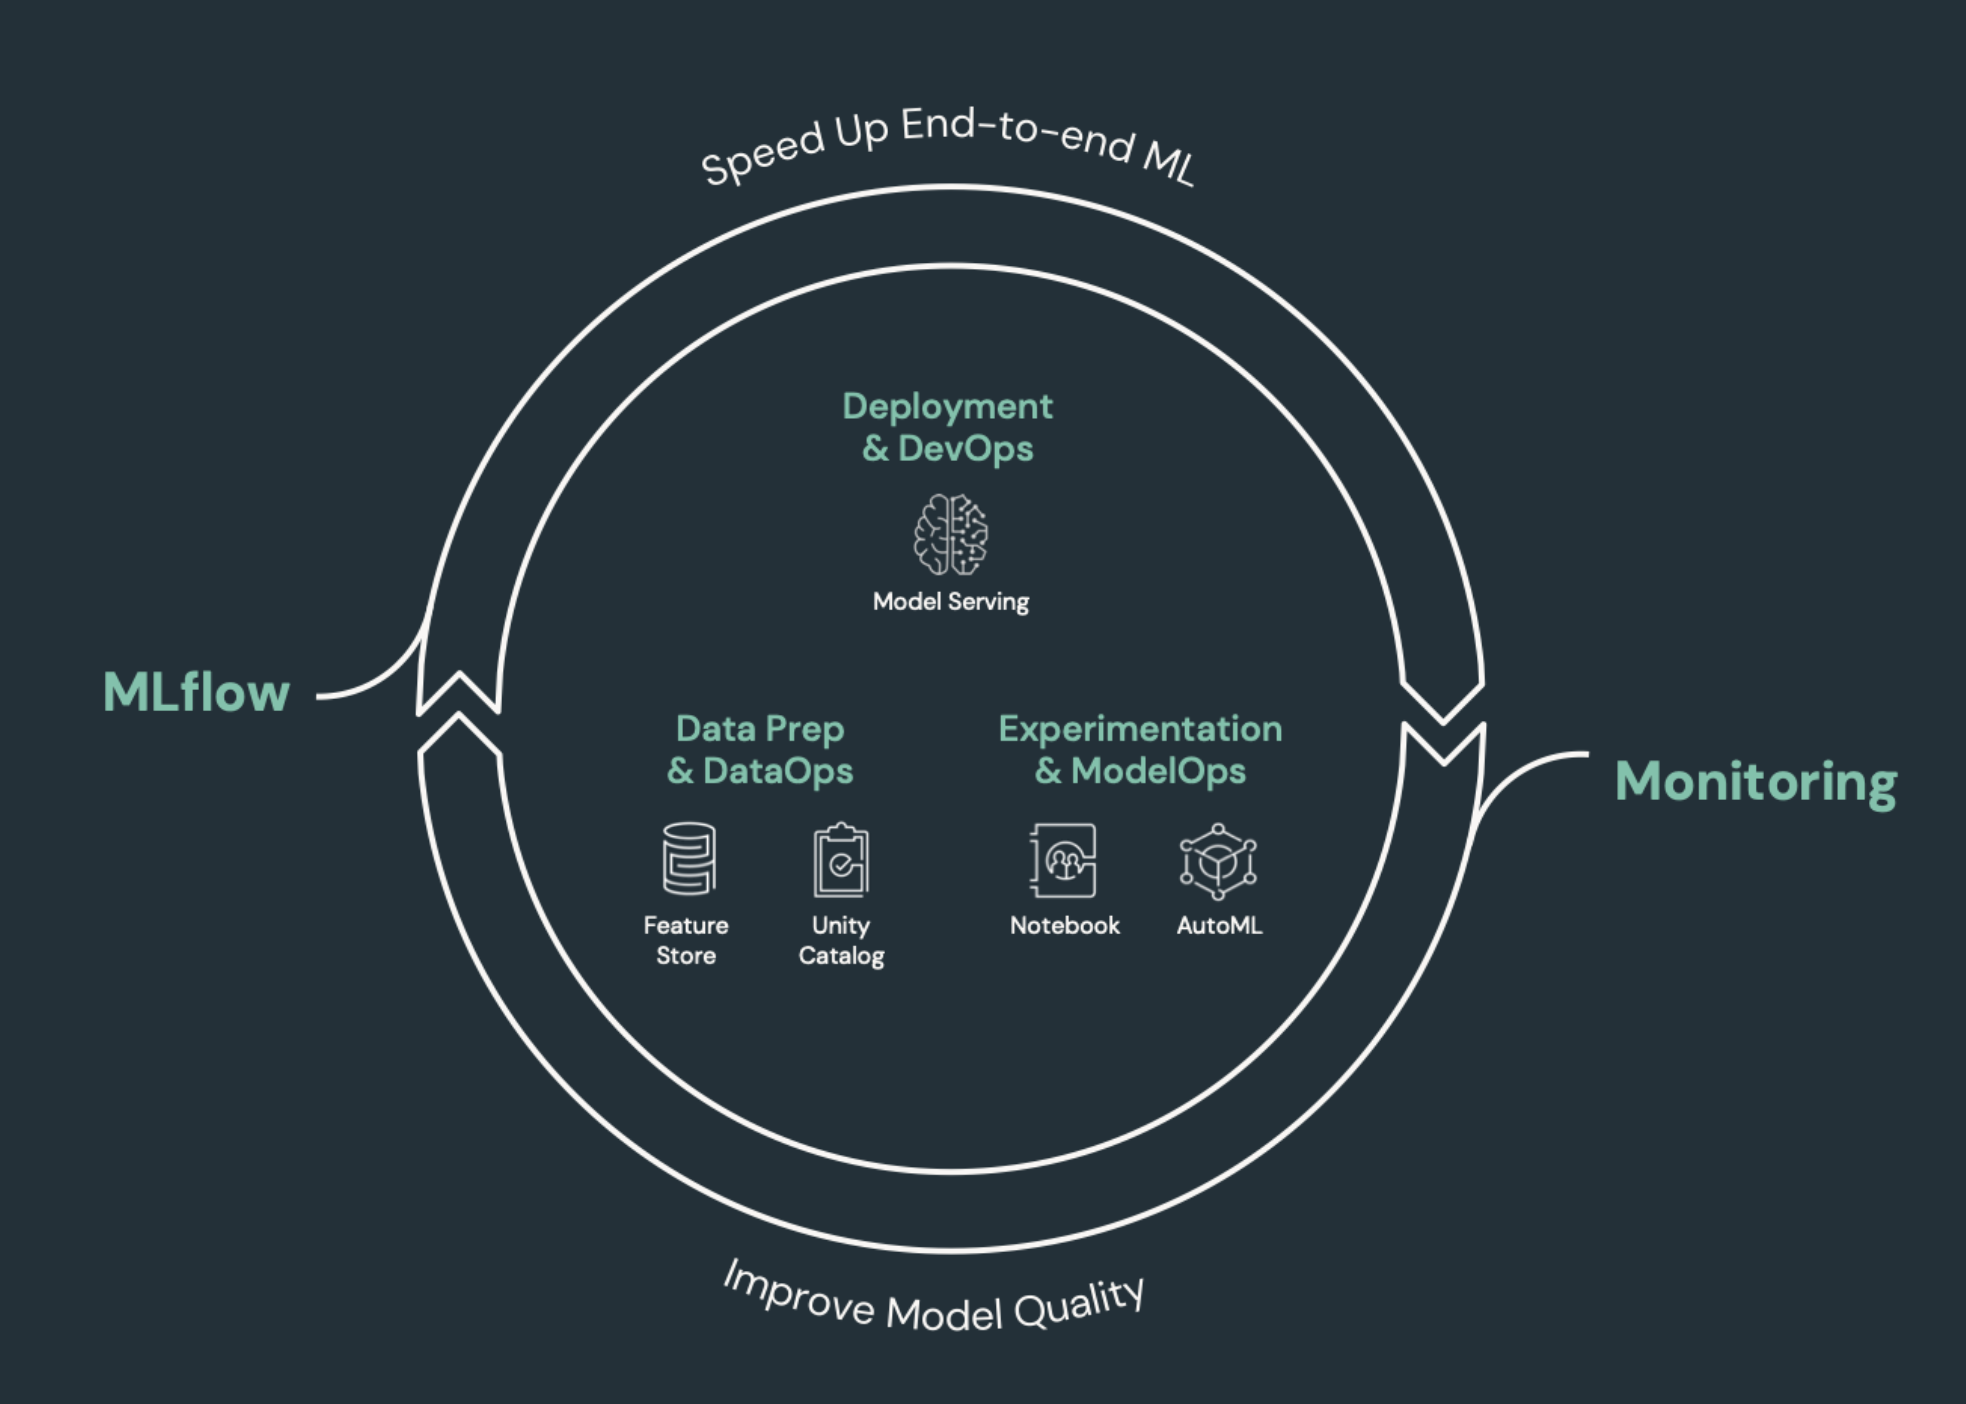 Speed Up End-to-end ML
Deployment
& DevOps
Model Serving
MLflow
Data Prep
& DataOps
Experimentation
& ModelOps
Monitoring
Feature
Store
Unity
Catalog
Notebook
AutoML
Improve Model Quality